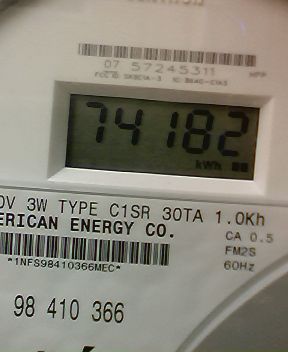 07 57245311
74182
kWh
0V 3W TYPE C1SR 30TA 1.0Kh
ERICAN ENERGY CO.
CA 0.5
FM2S
60Hz
*1NFS98410366MEC*
98 410 366